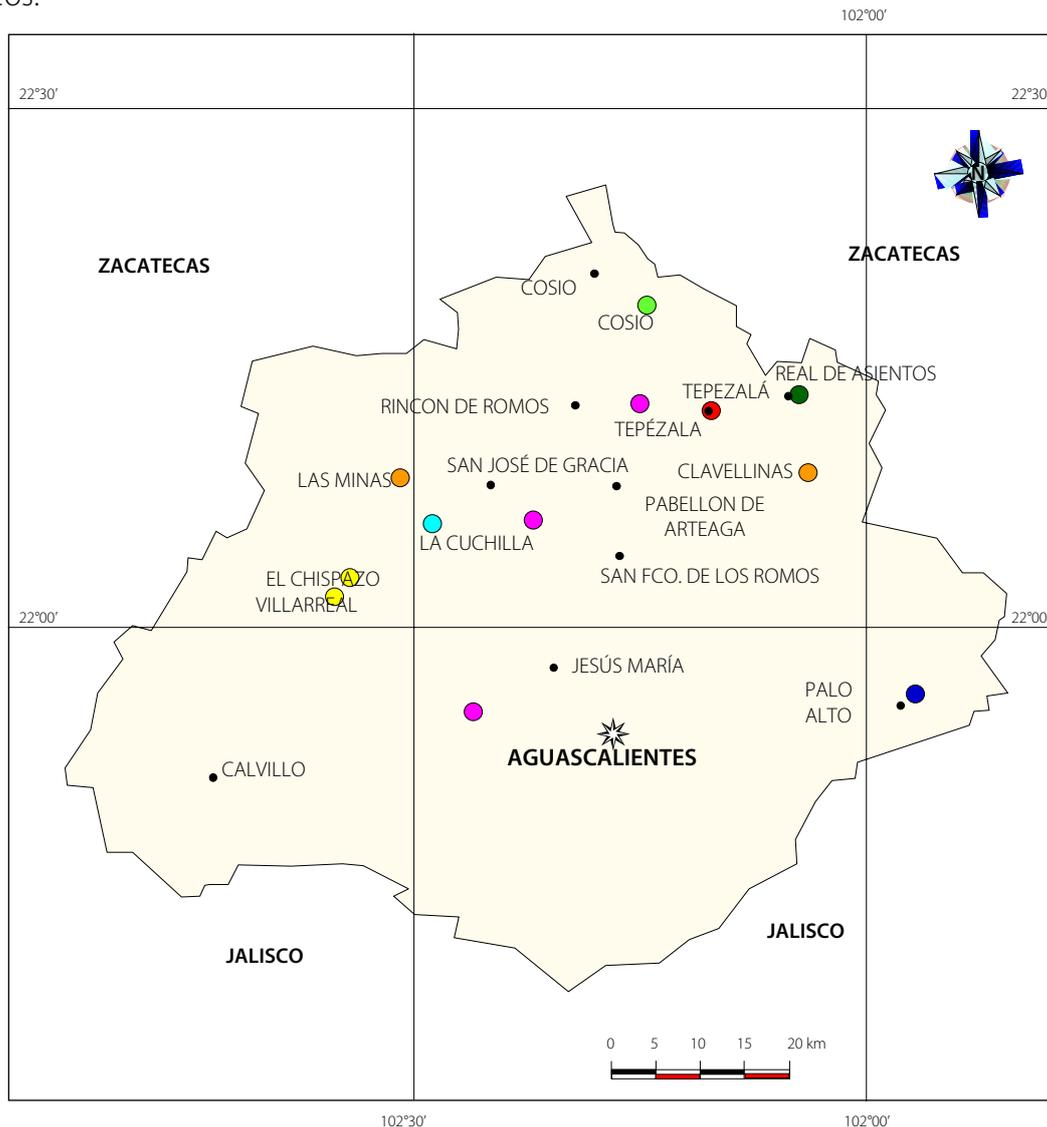 102°00’
22°30’
22°30
N
ZACATECAS
ZACATECAS
COSIO
COSIO
REAL DE ASIENTOS
TEPEZALÁ
RINCON DE ROMOS
TEPÉZALA
SAN JOSÉ DE GRACIA
CLAVELLINAS
LAS MINAS
PABELLON DE
ARTEAGA
LA CUCHILLA
SAN FCO. DE LOS ROMOS
EL CHISPAZO
VILLARREAL
22°00’
22°00
JESÚS MARÍA
PALO
ALTO
AGUASCALIENTES
CALVILLO
JALISCO
JALISCO
0 5 10 15 20 km
102°30’
102°00’